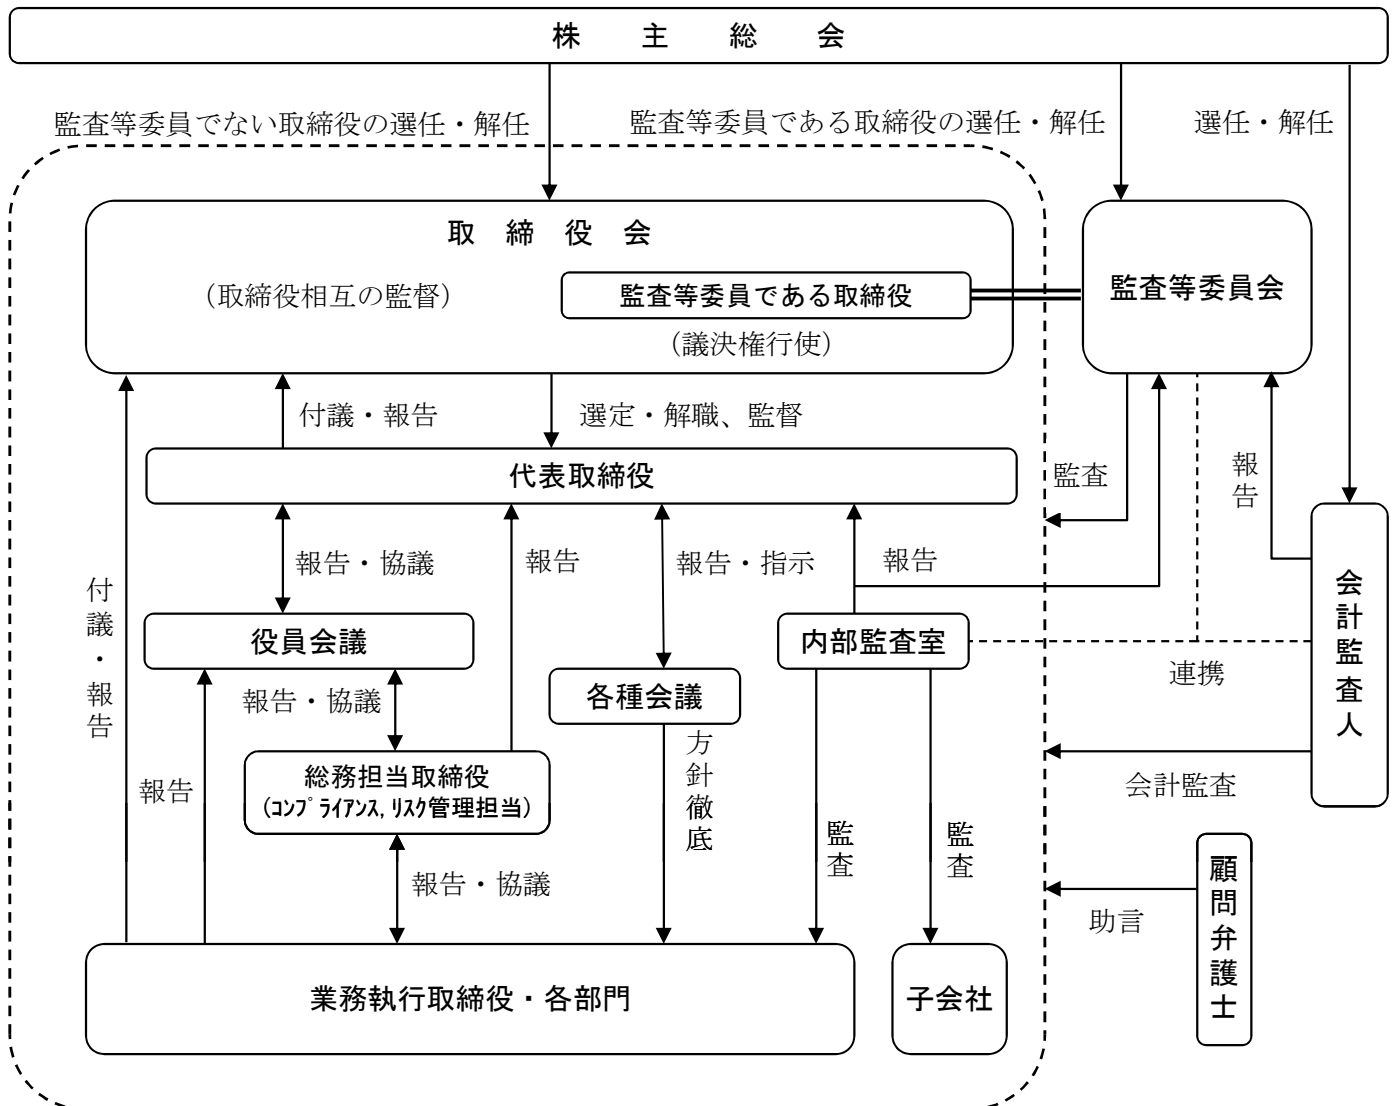 株 主 総 会
監査等委員でない取締役の選任・解任
監査等委員である取締役の選任・解任
選任・解任
取 締 役 会
（取締役相互の監督）
監査等委員である取締役
（議決権行使）
監査等委員会
付議・報告
選定・解職、監督
代表取締役
監査
報告
報告・協議
報告
報告・指示
報告
付議・報告
役員会議
内部監査室
会計監査人
連携
報告・協議
各種会議
方針徹底
報告
総務担当取締役
（ｺﾝﾌﾟﾗｲｱﾝｽ,ﾘｽｸ管理担当）
会計監査
監査
監査
報告・協議
顧問弁護士
助言
業務執行取締役・各部門
子会社